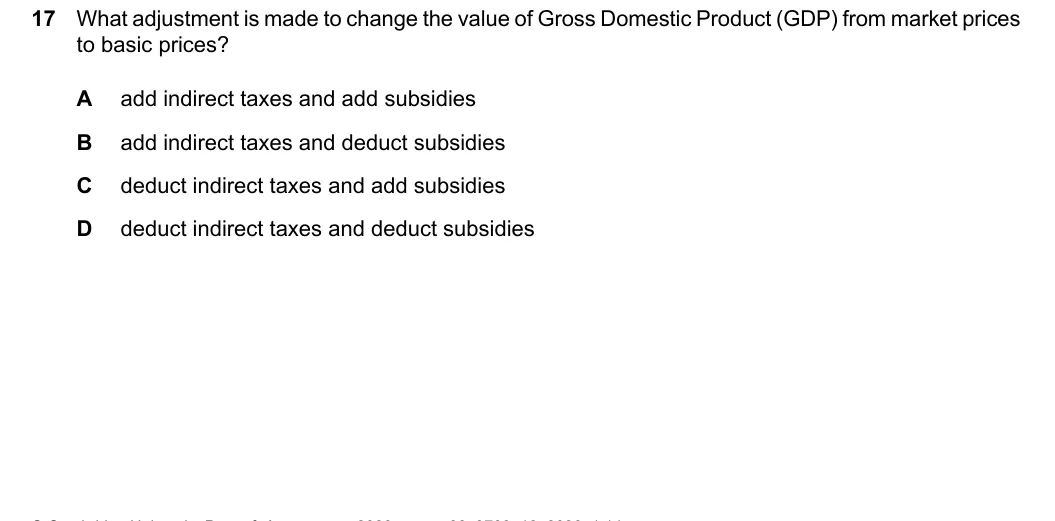 17 What adjustment is made to change the value of Gross Domestic Product (GDP) from market prices
to basic prices?
A add indirect taxes and add subsidies
B add indirect taxes and deduct subsidies
C deduct indirect taxes and add subsidies
D deduct indirect taxes and deduct subsidies